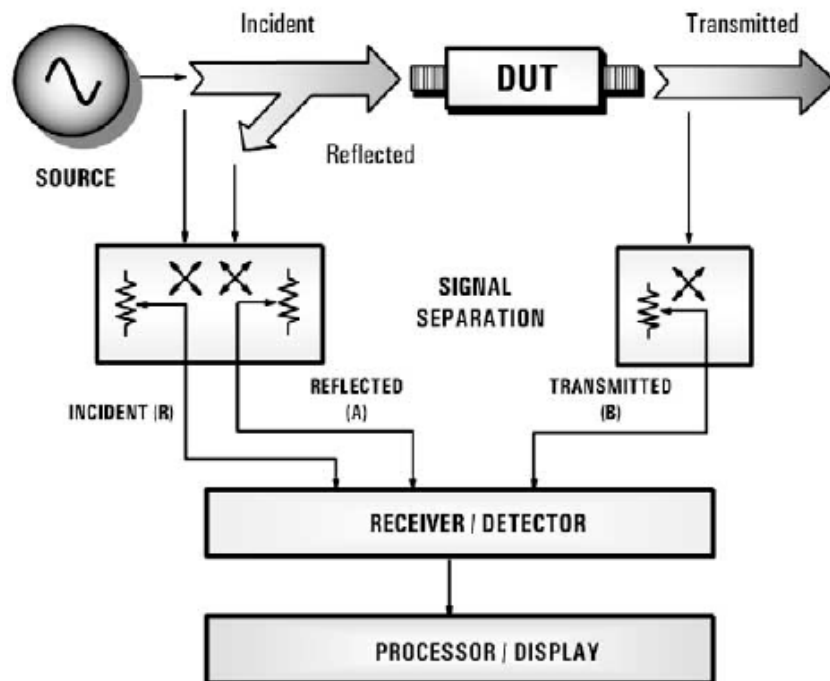 Incident
Transmitted
DUT
Reflected
SOURCE
SIGNAL
SEPARATION
INCIDENT (R)
REFLECTED
(A)
TRANSMITTED
(B)
RECEIVER / DETECTOR
PROCESSOR / DISPLAY